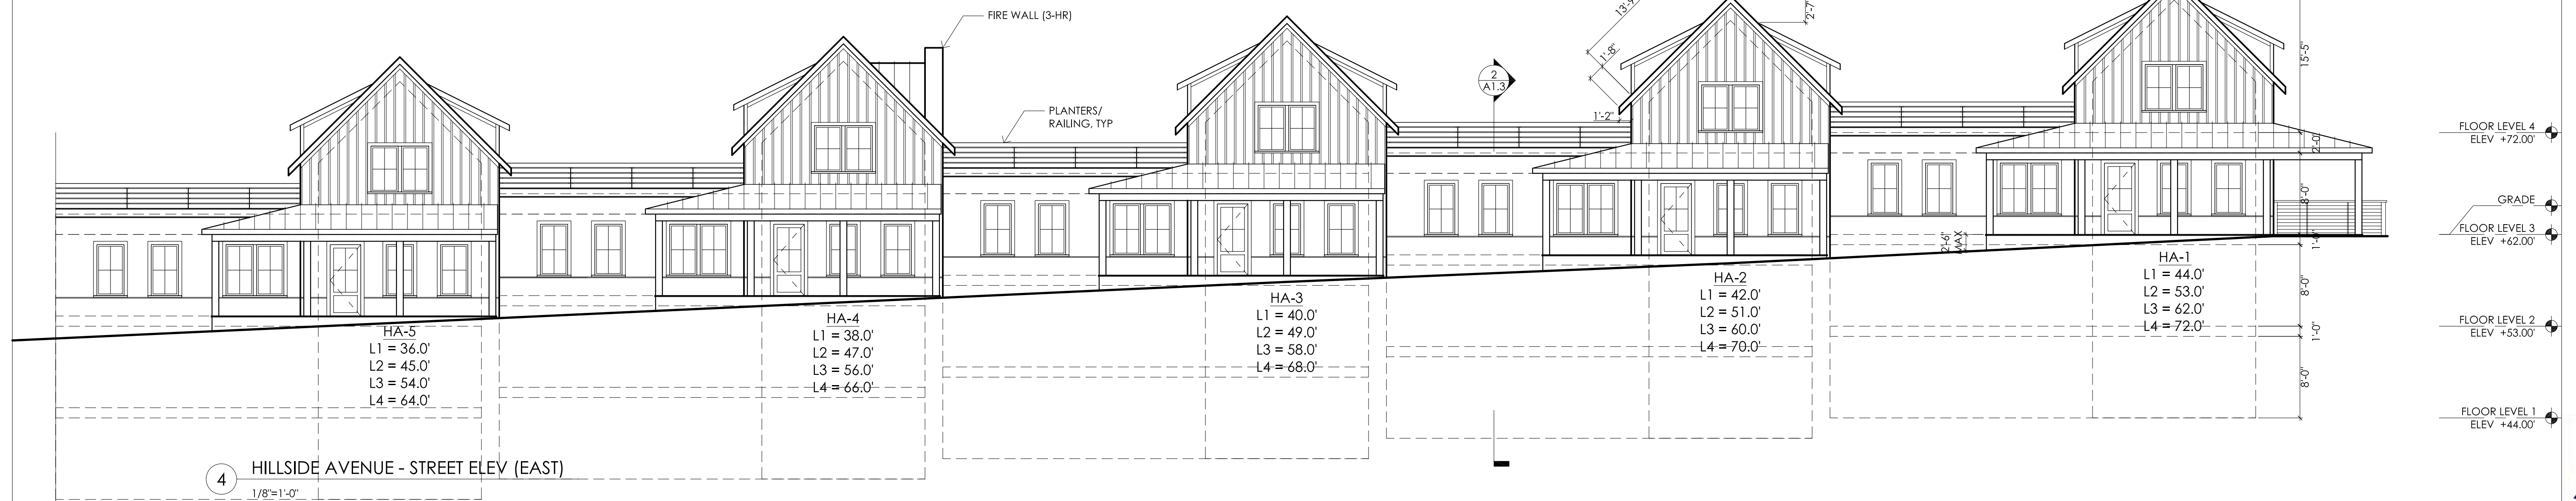 FIRE WALL (3-HR)
PLANTERS/
RAILING, TYP
2
A1.3
1'-8"
2'-7"
1'-2"
15'-5"
2'-0"
8'-0"
1'-0"
8'-0"
1'-0"
8'-0"
2'-6"
MAX
FLOOR LEVEL 4
ELEV +72.00'
GRADE
FLOOR LEVEL 3
ELEV +62.00'
FLOOR LEVEL 2
ELEV +53.00'
FLOOR LEVEL 1
ELEV +44.00'
HA-5
L1 = 36.0'
L2 = 45.0'
L3 = 54.0'
L4 = 64.0'
HA-4
L1 = 38.0'
L2 = 47.0'
L3 = 56.0'
L4 = 66.0'
HA-3
L1 = 40.0'
L2 = 49.0'
L3 = 58.0'
L4 = 68.0'
HA-2
L1 = 42.0'
L2 = 51.0'
L3 = 60.0'
L4 = 70.0'
HA-1
L1 = 44.0'
L2 = 53.0'
L3 = 62.0'
L4 = 72.0'
4
HILLSIDE AVENUE - STREET ELEV (EAST)
1/8"=1'-0"